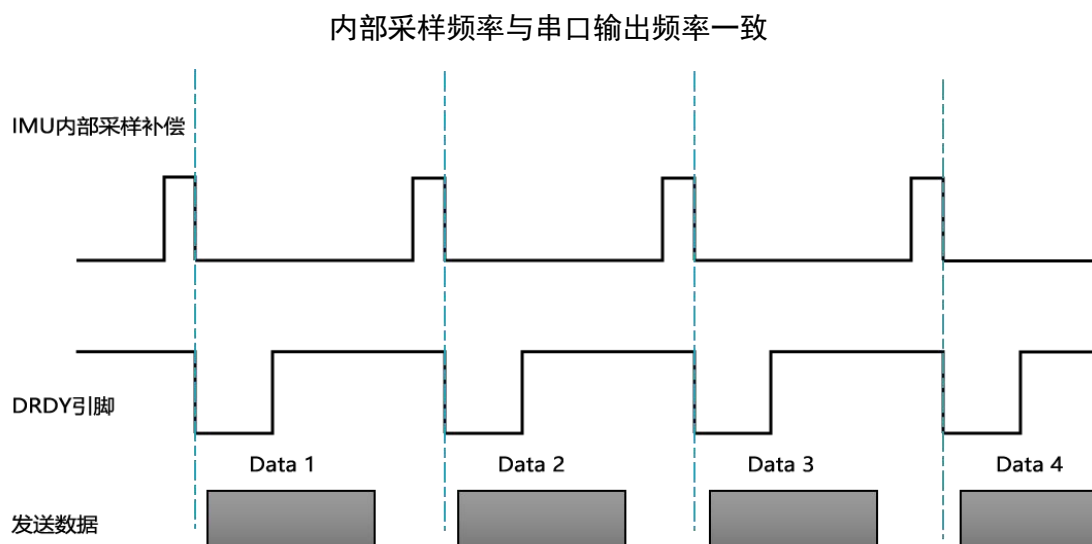 内部采样频率与串口输出频率一致
IMU内部采样补偿
DRDY引脚
Data 1
Data 2
Data 3
Data 4
发送数据